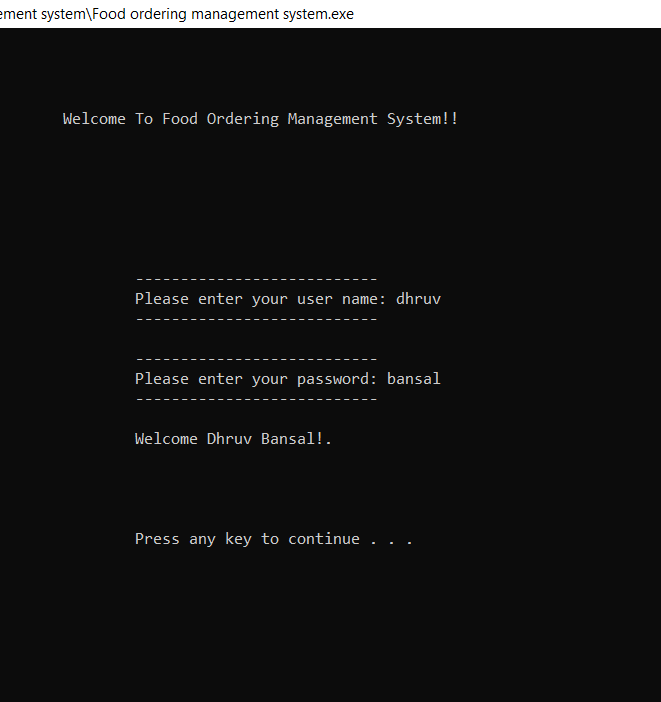 ement system\Food ordering management system.exe
Welcome To Food Ordering Management System!!
---------------------------
Please enter your user name: dhruv
---------------------------
---------------------------
Please enter your password: bansal
---------------------------
Welcome Dhruv Bansal!.
Press any key to continue . . .